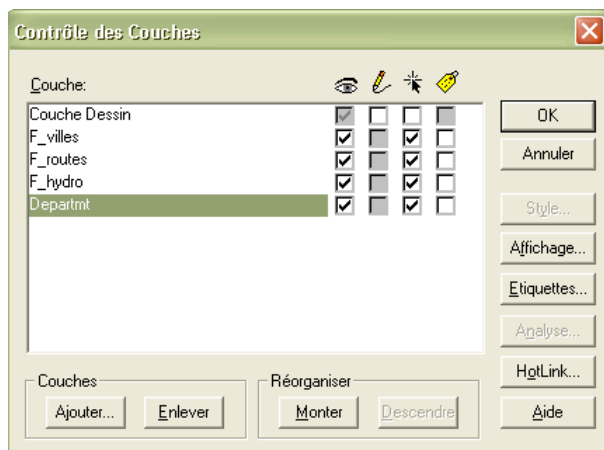 Contrôle des Couches
Couche:
Couche Dessin
F_villes
F_routes
F_hydro
Departmt
OK
Annuler
Style...
Affichage...
Etiquettes...
Analyse...
HotLink...
Aide
Couches
Ajouter...
Enlever
Réorganiser
Monter
Descendre